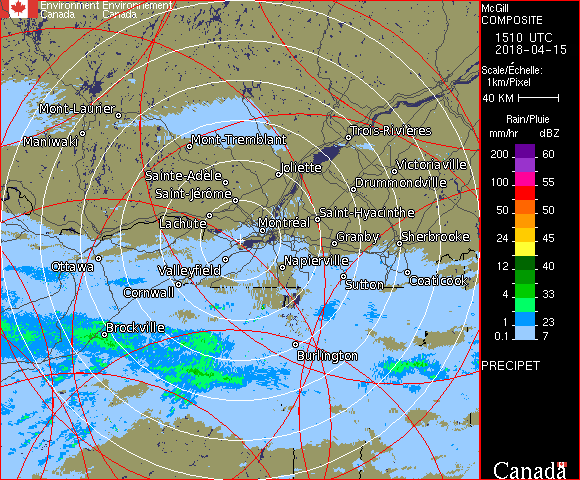 Environment Environnement
Canada Canada
McGill
COMPOSITE
1510 UTC
2018-04-15
Scale/Échelle:
1km/Pixel
40 KM
Rain/Pluie
mm/hr dBZ
200 60
100 55
50 50
24 45
12 40
4 33
1 23
0.1 7
PRECIPET
Canada
Mont-Laurier
Maniwaki
Mont-Tremblant
Trois-Rivières
Joliette
Victoriaville
Sainte-Adèle
Drummondville
Saint-Jérôme
Saint-Hyacinthe
Lachute
Montréal
Granby
Sherbrooke
Ottawa
Valleyfield
Napierville
Sutton
Coaticook
Cornwall
Brockville
Burlington